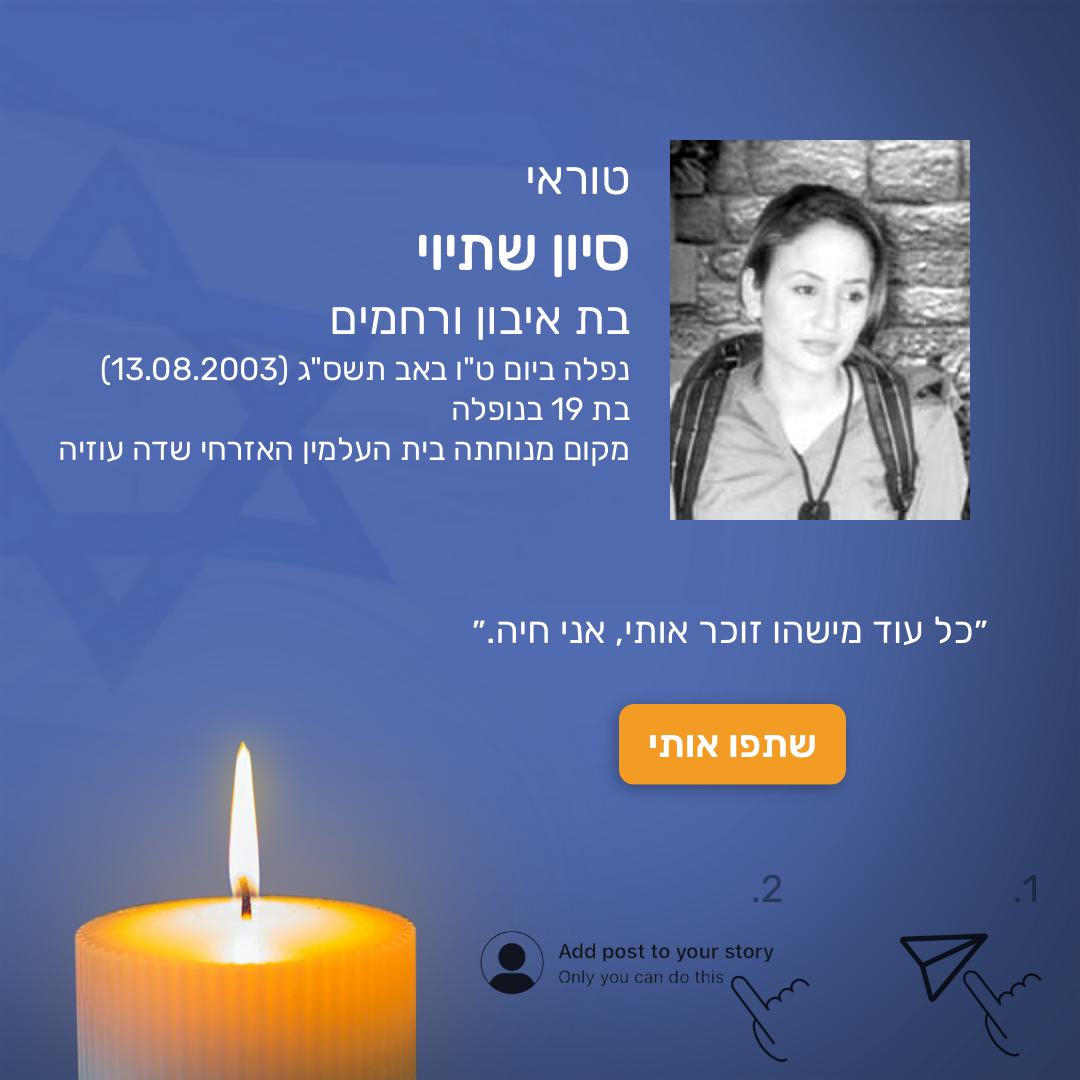 טוראי
סיון שתיוי
בת איבון ורחמים
נפלה ביום ט"ו באב תשס"ג (13.08.2003)
בת 19 בנופלה
מקום מנוחתה בית העלמין האזרחי שדה עוזיה
"כל עוד מישהו זוכר אותי, אני חיה."
שתפו אותי
1.
2.
Add post to your story
Only you can do this